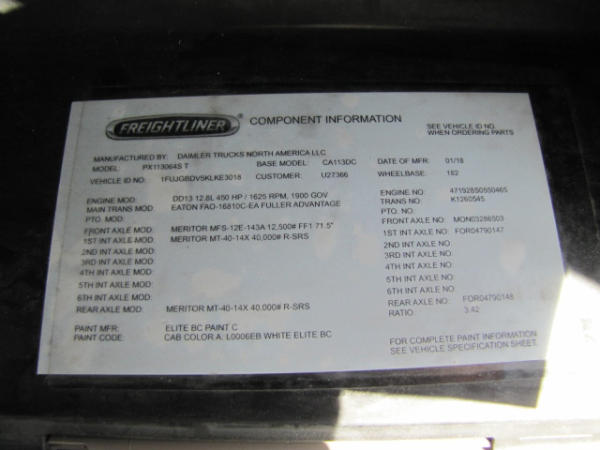 FREIGHTLINER COMPONENT INFORMATION
SEE VEHICLE ID NO.
WHEN ORDERING PARTS
MANUFACTURED BY: DAIMLER TRUCKS NORTH AMERICA LLC
MODEL: PX113064S T BASE MODEL: CA113DC DATE OF MFR: 01/18
VEHICLE ID NO: 1FUJGBDV5KLKE3018 CUSTOMER: U27366 WHEELBASE: 182
ENGINE MOD: DD13 12.8L 450 HP / 1625 RPM, 1900 GOV ENGINE NO: 471928S0550465
MAIN TRANS MOD: EATON FAO-16810C-EA FULLER ADVANTAGE TRANS NO: K1260545
PTO. MOD: PTO. NO:
FRONT AXLE MOD: MERITOR MFS-12E-143A 12,500# FF1 71.5" FRONT AXLE NO: MON03286503
1ST INT AXLE MOD: MERITOR MT-40-14X 40,000# R-SRS 1ST INT AXLE NO: FOR04790147
2ND INT AXLE MOD: 2ND INT AXLE NO:
3RD INT AXLE MOD: 3RD INT AXLE NO:
4TH INT AXLE MOD: 4TH INT AXLE NO:
5TH INT AXLE MOD: 5TH INT AXLE NO:
6TH INT AXLE MOD: 6TH INT AXLE NO:
REAR AXLE MOD: MERITOR MT-40-14X 40,000# R-SRS REAR AXLE NO: FOR04790148
RATIO: 3.42
PAINT MFR: ELITE BC PAINT C
PAINT CODE: CAB COLOR A: L0006EB WHITE ELITE BC
FOR COMPLETE PAINT INFORMATION
SEE VEHICLE SPECIFICATION SHEET.